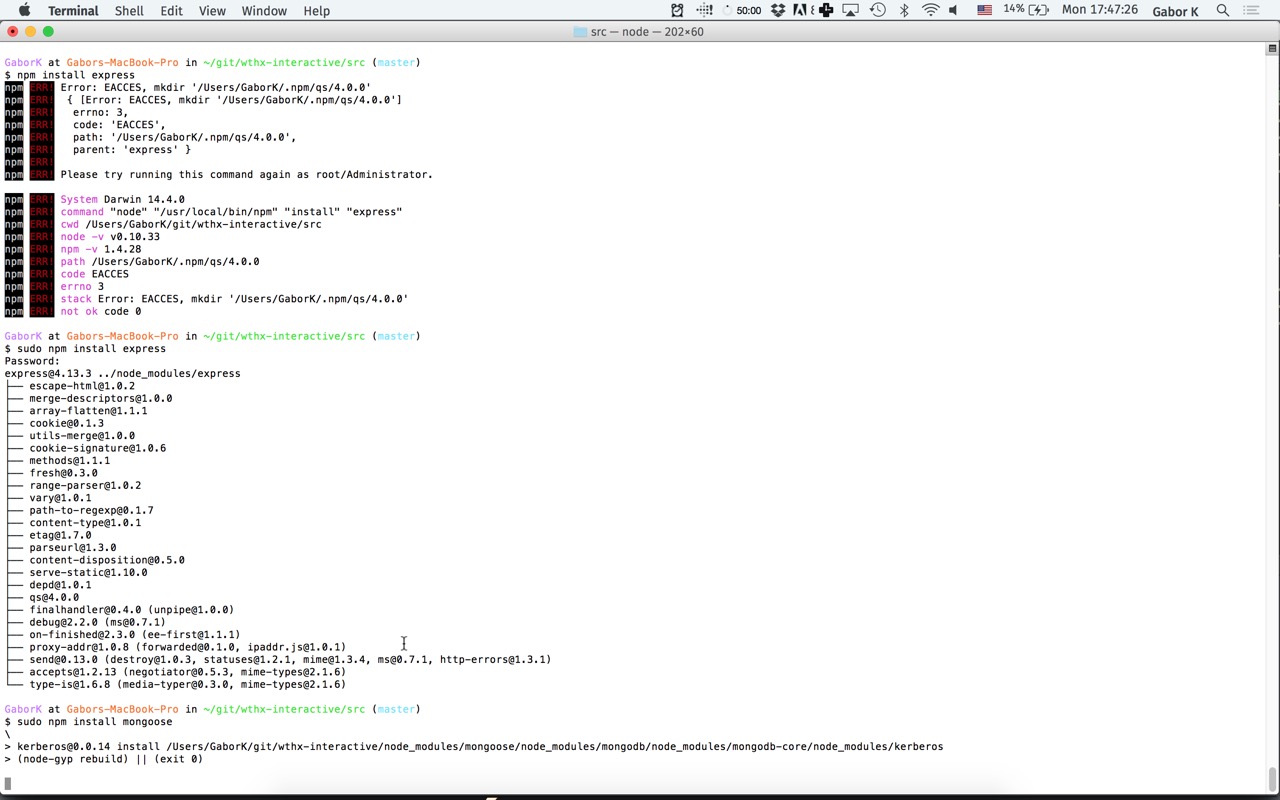 Terminal Shell Edit View Window Help 50:00 14% Mon 17:47:26 Gabor K
src — node — 202×60
GaborK at Gabors-MacBook-Pro in ~/git/wthx-interactive/src (master)
$ npm install express
npm ERR! Error: EACCES, mkdir '/Users/GaborK/.npm/qs/4.0.0'
npm ERR! { [Error: EACCES, mkdir '/Users/GaborK/.npm/qs/4.0.0']
npm ERR! errno: 3,
npm ERR! code: 'EACCES',
npm ERR! path: '/Users/GaborK/.npm/qs/4.0.0',
npm ERR! parent: 'express' }
npm ERR!
npm ERR! Please try running this command again as root/Administrator.
npm ERR! System Darwin 14.4.0
npm ERR! command "node" "/usr/local/bin/npm" "install" "express"
npm ERR! cwd /Users/GaborK/git/wthx-interactive/src
npm ERR! node -v v0.10.33
npm ERR! npm -v 1.4.28
npm ERR! path /Users/GaborK/.npm/qs/4.0.0
npm ERR! code EACCES
npm ERR! errno 3
npm ERR! stack Error: EACCES, mkdir '/Users/GaborK/.npm/qs/4.0.0'
npm ERR! not ok code 0
GaborK at Gabors-MacBook-Pro in ~/git/wthx-interactive/src (master)
$ sudo npm install express
Password:
express@4.13.3 ../node_modules/express
├── escape-html@1.0.2
├── merge-descriptors@1.0.0
├── array-flatten@1.1.1
├── cookie@0.1.3
├── utils-merge@1.0.0
├── cookie-signature@1.0.6
├── methods@1.1.1
├── fresh@0.3.0
├── range-parser@1.0.2
├── vary@1.0.1
├── path-to-regexp@0.1.7
├── content-type@1.0.1
├── etag@1.7.0
├── parseurl@1.3.0
├── content-disposition@0.5.0
├── serve-static@1.10.0
├── depd@1.0.1
├── qs@4.0.0
├── finalhandler@0.4.0 (unpipe@1.0.0)
├── debug@2.2.0 (ms@0.7.1)
├── on-finished@2.3.0 (ee-first@1.1.1)
├── proxy-addr@1.0.8 (forwarded@0.1.0, ipaddr.js@1.0.1)
├── send@0.13.0 (destroy@1.0.3, statuses@1.2.1, mime@1.3.4, ms@0.7.1, http-errors@1.3.1)
├── accepts@1.2.13 (negotiator@0.5.3, mime-types@2.1.6)
└── type-is@1.6.8 (media-typer@0.3.0, mime-types@2.1.6)
GaborK at Gabors-MacBook-Pro in ~/git/wthx-interactive/src (master)
$ sudo npm install mongoose
\
> kerberos@0.0.14 install /Users/GaborK/git/wthx-interactive/node_modules/mongoose/node_modules/mongodb/node_modules/mongodb-core/node_modules/kerberos
> (node-gyp rebuild) || (exit 0)